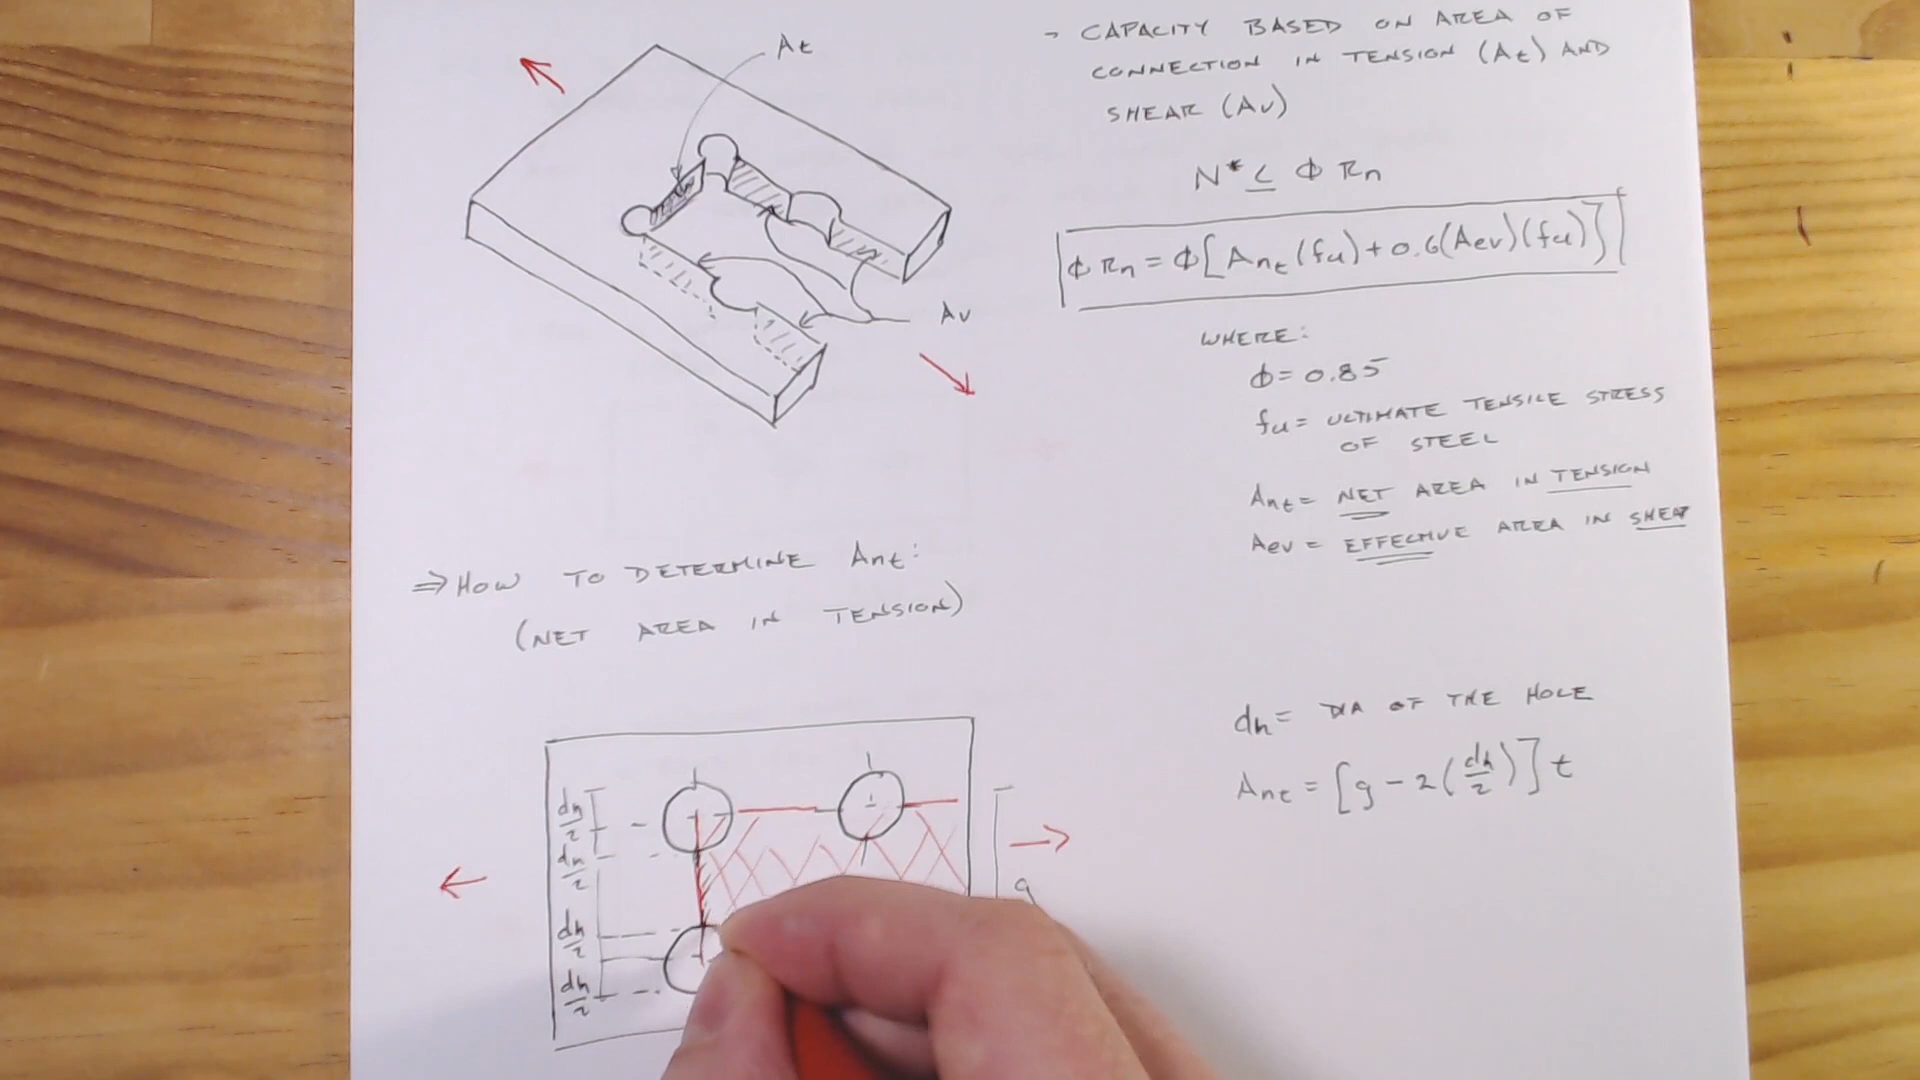 At
Av
- CAPACITY BASED ON AREA OF
CONNECTION IN TENSION (At) AND
SHEAR (Av)
N* ≤ ϕ Rn
ϕ Rn = ϕ[Ant (fu) + 0.6(Aev)(fu)]
WHERE:
ϕ = 0.85
fu = ULTIMATE TENSILE STRESS
OF STEEL
Ant = NET AREA IN TENSION
Aev = EFFECTIVE AREA IN SHEAR
⇒ HOW TO DETERMINE Ant:
(NET AREA IN TENSION)
dh/2
dh/2
dh/2
dh/2
g
dh = DIA OF THE HOLE
Ant = [g - 2(dh/2)] t